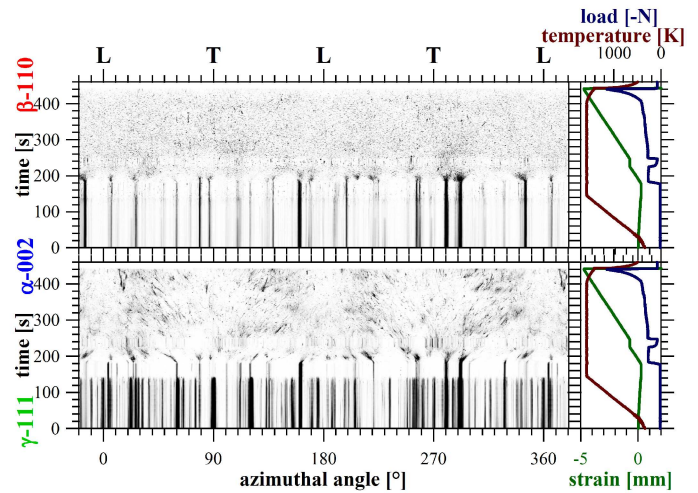 load [-N]
temperature [K]
1000 0
L T L T L
β-110
time [s]
400
300
200
100
0
α-002
time [s]
400
300
200
100
0
γ-111
0 90 180 270 360
azimuthal angle [°]
-5 0
strain [mm]